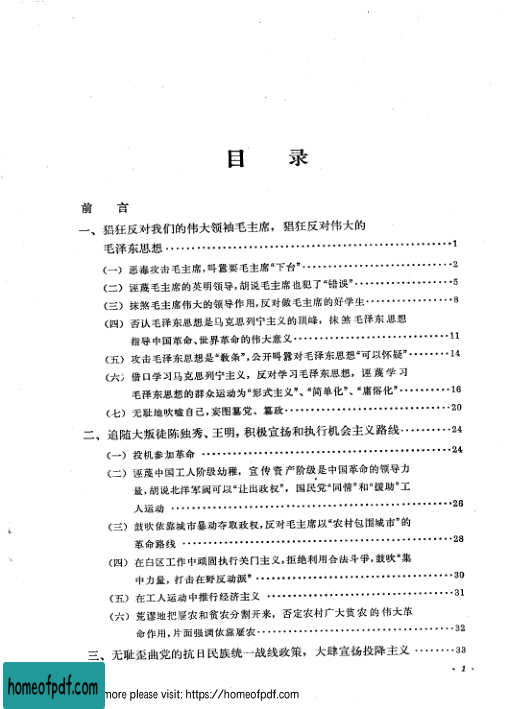 目 录
前 言
一、猖狂反对我们的伟大领袖毛主席，猖狂反对伟大的
毛泽东思想……1
（一）恶毒攻击毛主席，叫嚣要毛主席“下台”……2
（二）诬蔑毛主席的英明领导，胡说毛主席也犯了“错误”……5
（三）抹煞毛主席伟大的领导作用，反对做毛主席的好学生……8
（四）否认毛泽东思想是马克思列宁主义的顶峰，抹煞毛泽东思想
指导中国革命、世界革命的伟大意义……11
（五）攻击毛泽东思想是“教条”，公开叫嚣对毛泽东思想“可以怀疑”……14
（六）借口学习马克思列宁主义，反对学习毛泽东思想，诬蔑学习
毛泽东思想的群众运动为“形式主义”、“简单化”、“庸俗化”……16
（七）无耻地吹嘘自己，妄图篡党、篡政……20
二、追随大叛徒陈独秀、王明，积极宣扬和执行机会主义路线……24
（一）投机参加革命……24
（二）诬蔑中国工人阶级幼稚，宣传资产阶级是中国革命的领导力
量，胡说北洋军阀可以“让出政权”，国民党“同情”和“援助”工
人运动……26
（三）鼓吹依靠城市暴动夺取政权，反对毛主席以“农村包围城市”的
革命路线……28
（四）在白区工作中顽固执行关门主义，拒绝利用合法斗争，鼓吹“集
中力量，打击在野反动派”……30
（五）在工人运动中推行经济主义……31
（六）荒谬地把雇农和贫农分割开来，否定农村广大贫农的伟大革
命作用，片面强调依靠雇农……32
三、无耻歪曲党的抗日民族统一战线政策，大肆宣扬投降主义……33
· 1 ·
homeofpdf.com
more please visit: https://homeofpdf.com